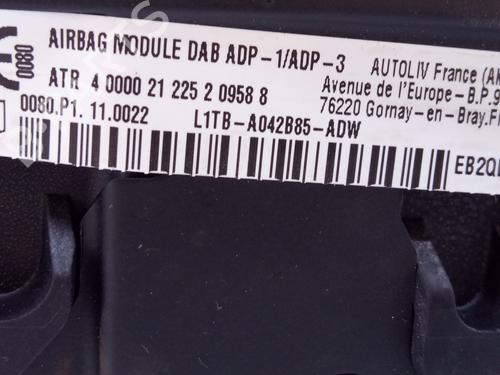 0080
AIRBAG MODULE DAB ADP-1/ADP-3
ATR 4 0000 21 225 2 0958 8
0080.P1. 11.0022
L1TB-A042B85-ADW
AUTOLIV France
Avenue de l'Europe - B.P.9
76220 Gornay-en-Bray.Fr